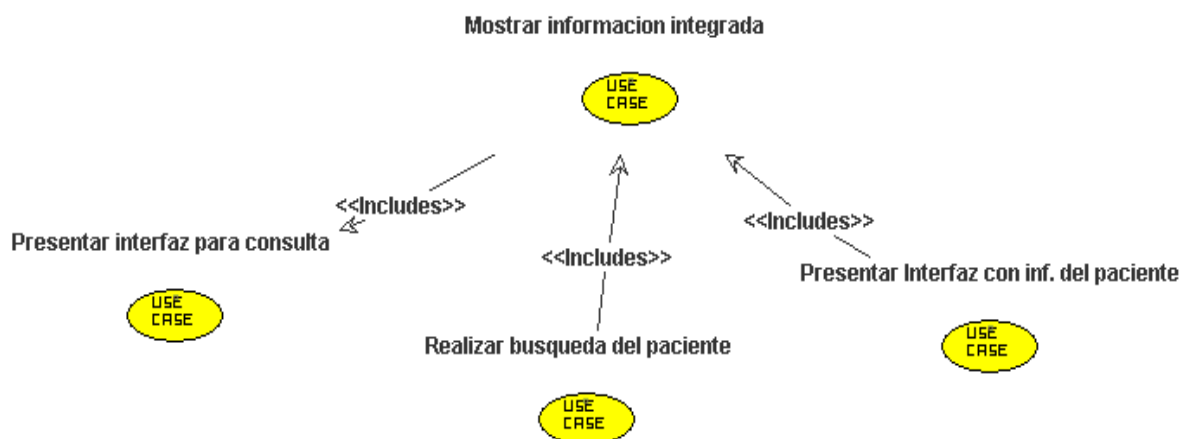 Mostrar informacion integrada
USE
CASE
<<Includes>>
<<Includes>>
<<Includes>>
Presentar interfaz para consulta
Presentar Interfaz con inf. del paciente
USE
CASE
Realizar busqueda del paciente
USE
CASE
USE
CASE